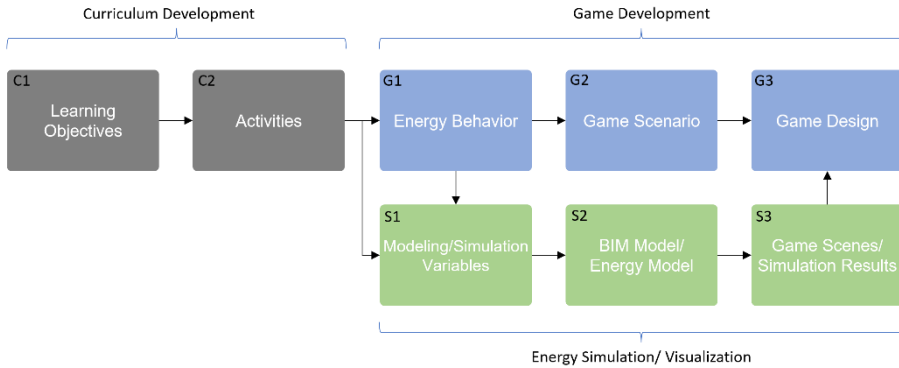 Curriculum Development
Game Development
C1
Learning
Objectives
C2
Activities
G1
Energy Behavior
G2
Game Scenario
G3
Game Design
S1
Modeling/Simulation
Variables
S2
BIM Model/
Energy Model
S3
Game Scenes/
Simulation Results
Energy Simulation/ Visualization